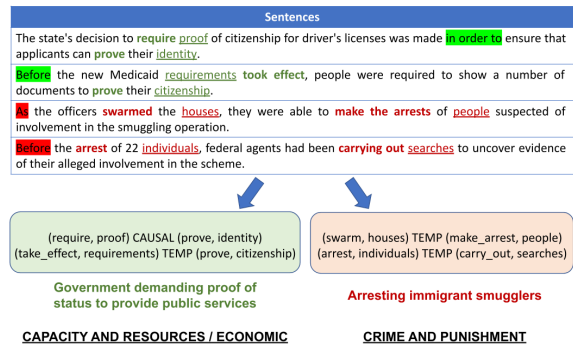 Sentences
The state's decision to require proof of citizenship for driver's licenses was made in order to ensure that
applicants can prove their identity.
Before the new Medicaid requirements took effect, people were required to show a number of
documents to prove their citizenship.
As the officers swarmed the houses, they were able to make the arrests of people suspected of
involvement in the smuggling operation.
Before the arrest of 22 individuals, federal agents had been carrying out searches to uncover evidence
of their alleged involvement in the scheme.
(require, proof) CAUSAL (prove, identity)
(take_effect, requirements) TEMP (prove, citizenship)
(swarm, houses) TEMP (make_arrest, people)
(arrest, individuals) TEMP (carry_out, searches)
Government demanding proof of
status to provide public services
Arresting immigrant smugglers
CAPACITY AND RESOURCES / ECONOMIC
CRIME AND PUNISHMENT